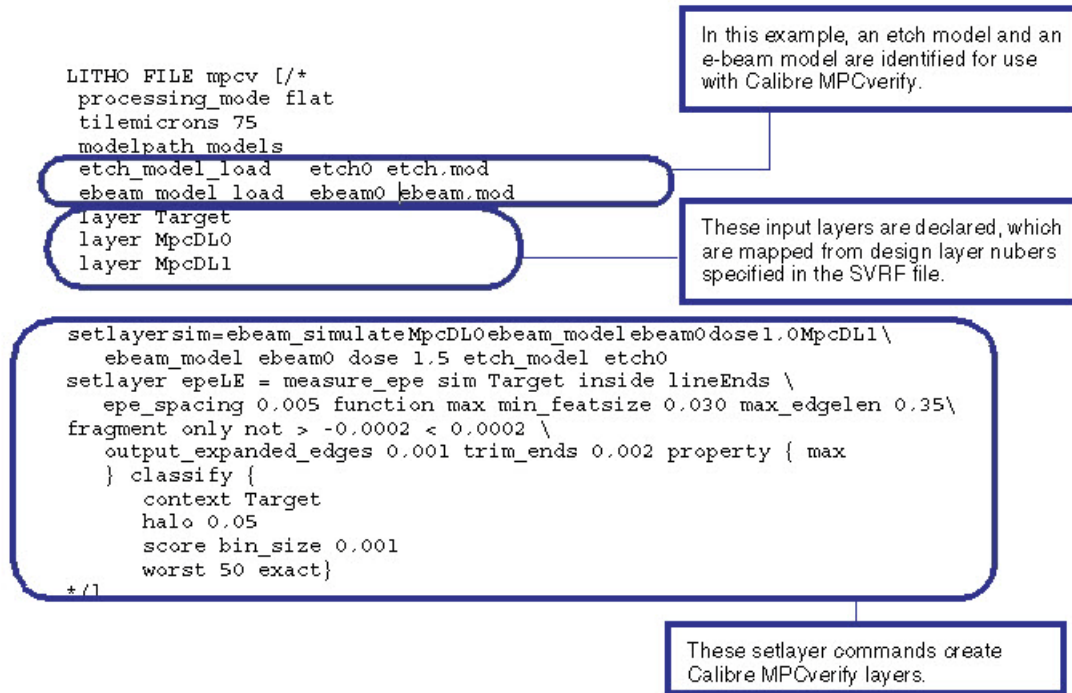 In this example, an etch model and an
e-beam model are identified for use
with Calibre MPCverify.
LITHO FILE mpcv [/*
processing_mode flat
tilemicrons 75
modelpath models
etch_model_load etch0 etch.mod
ebeam_model_load ebeam0 ebeam.mod
layer Target
layer MpcDL0
layer MpcDL1
These input layers are declared, which
are mapped from design layer nubers
specified in the SVRF file.
setlayersim=ebeam_simulateMpcDL0ebeam_modelebeam0dose1.0MpcDL1\
ebeam_model ebeam0 dose 1.5 etch_model etch0
setlayer epeLE = measure_epe sim Target inside lineEnds \
epe_spacing 0.005 function max min_featsize 0.030 max_edgelen 0.35\
fragment only not > -0.0002 < 0.0002 \
output_expanded_edges 0.001 trim_ends 0.002 property { max
} classify {
context Target
halo 0.05
score bin_size 0.001
worst 50 exact}
*/]
These setlayer commands create
Calibre MPCverify layers.